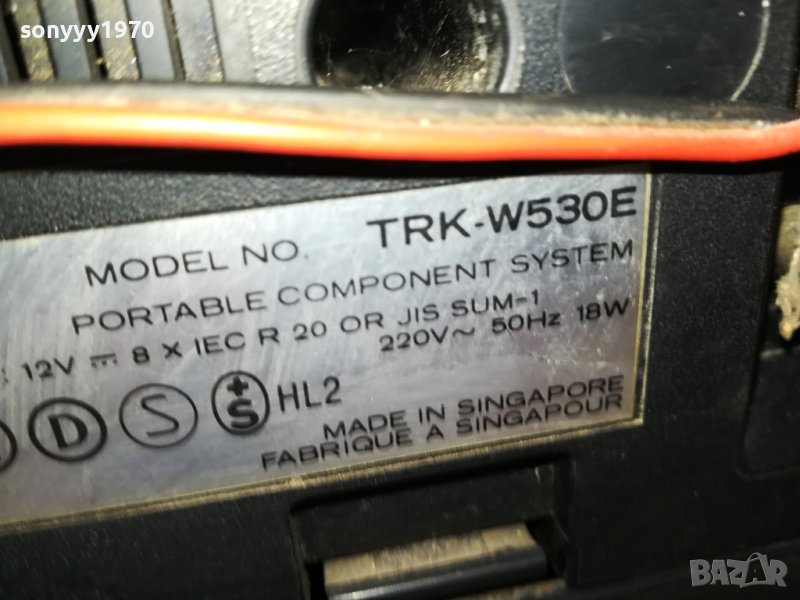 sonyyy1970
MODEL NO. TRK-W530E
PORTABLE COMPONENT SYSTEM
: 12V ⎓ 8 X IEC R 20 OR JIS SUM-1
220V~ 50Hz 18W
D S +S HL2
MADE IN SINGAPORE
FABRIQUE A SINGAPOUR
BAZAR